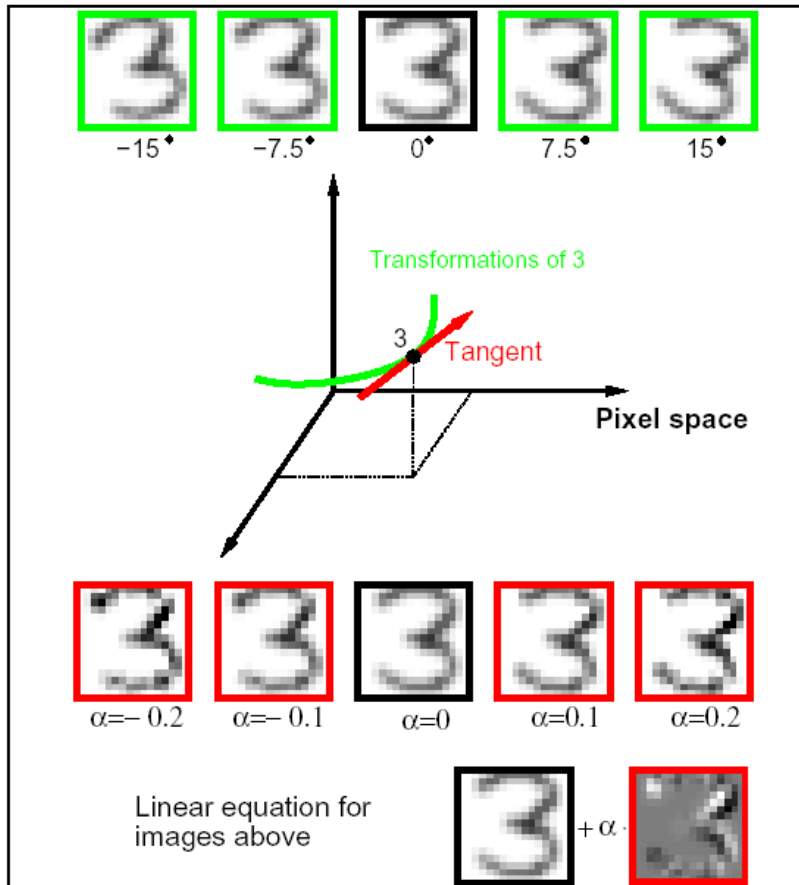 −15° −7.5° 0° 7.5° 15°
Transformations of 3
3
Tangent
Pixel space
α=− 0.2 α=− 0.1 α=0 α=0.1 α=0.2
Linear equation for
images above
+ α ·